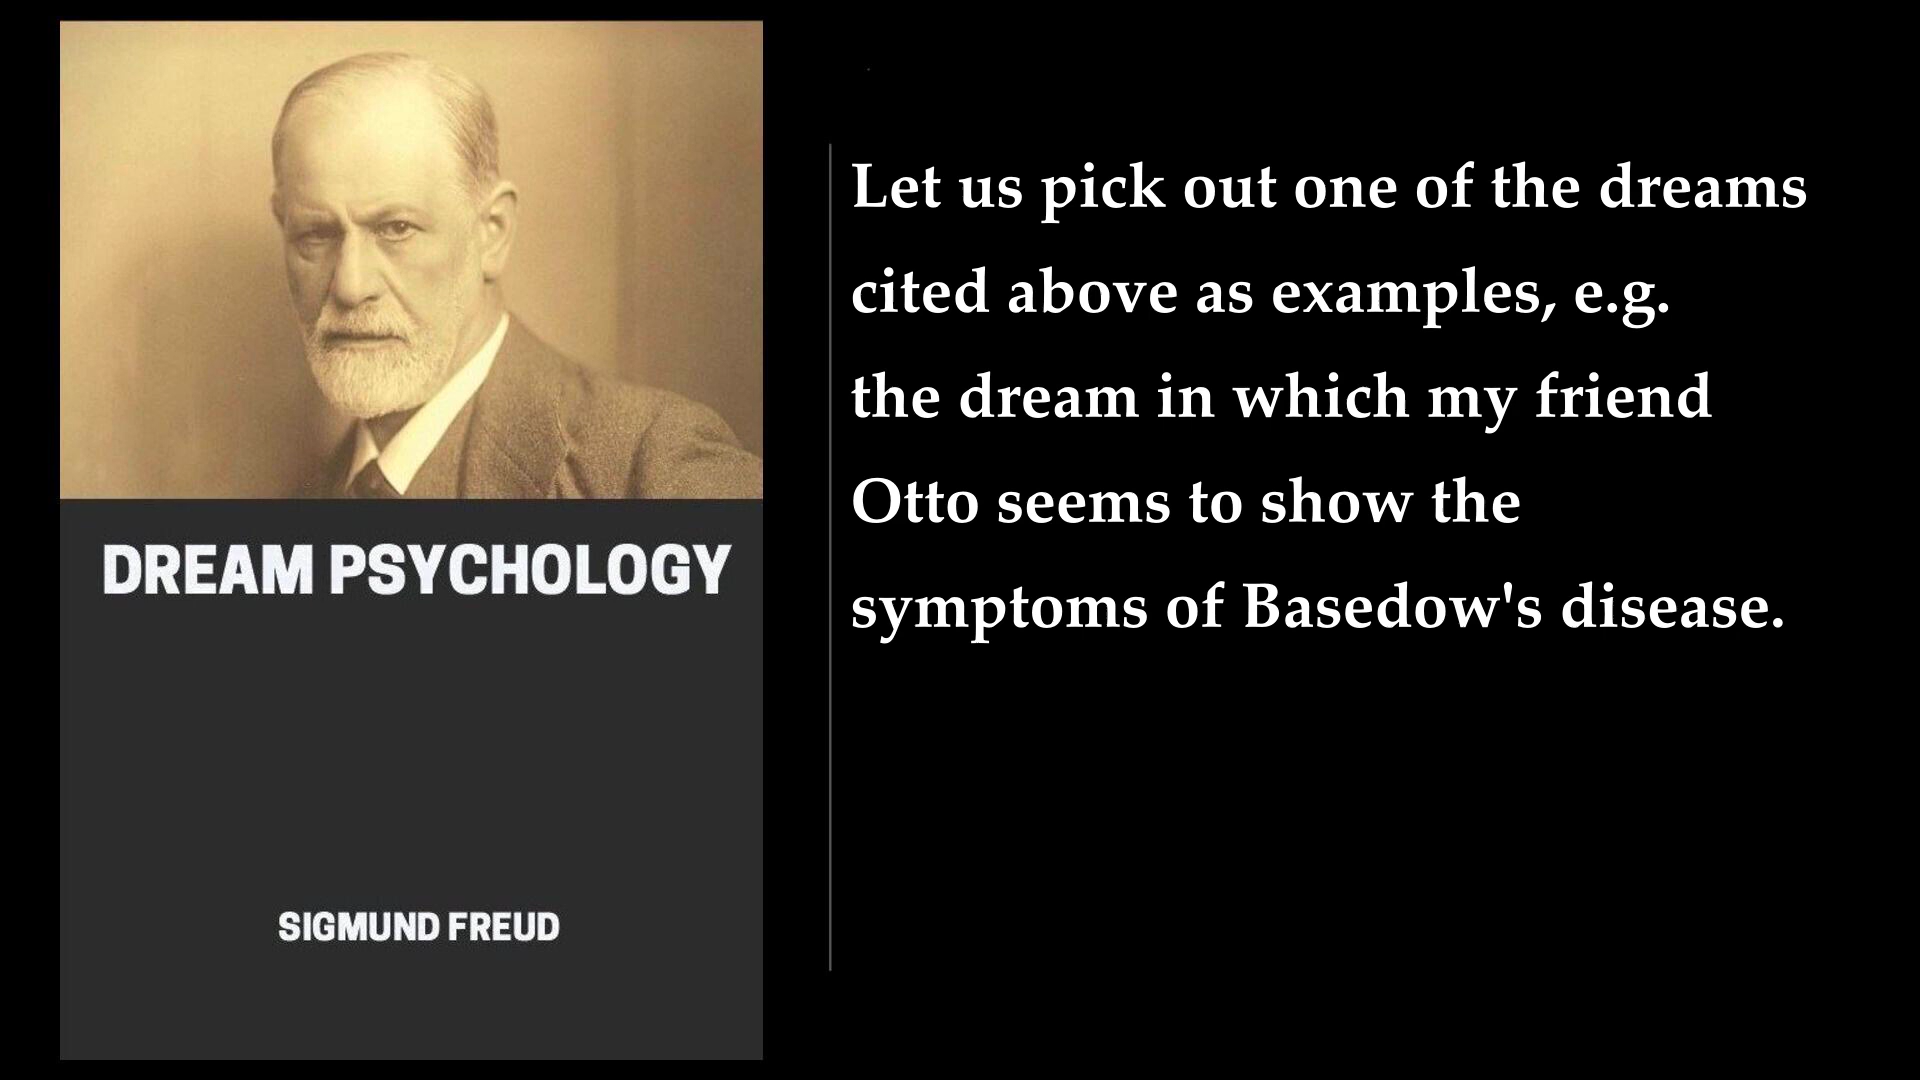 DREAM PSYCHOLOGY
SIGMUND FREUD
Let us pick out one of the dreams
cited above as examples, e.g.
the dream in which my friend
Otto seems to show the
symptoms of Basedow's disease.